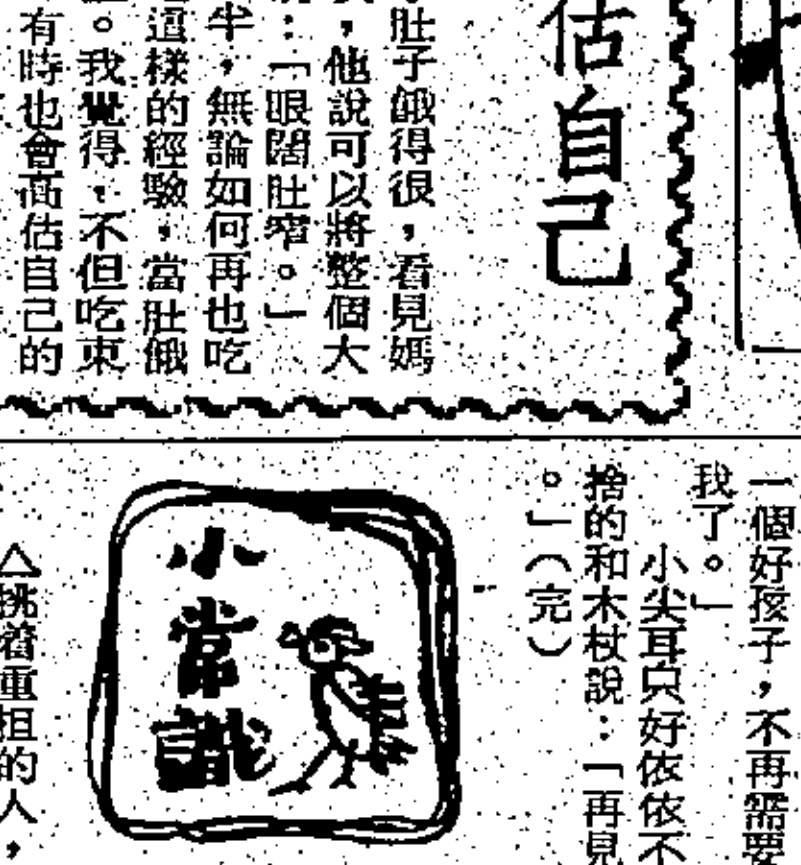 估自己
肚子餓得很，看見媽
，他說可以將整個大
：「眼闊肚窄。」
半，無論如何再也吃
這樣的經驗，當肚餓
。我覺得，不但吃東
有時也會高估自己的
一個好孩子，不再需要
我了。」
小尖耳只好依依不
捨的和木杖說：「再見
。」（完）
小常識
△挑着重担的人，